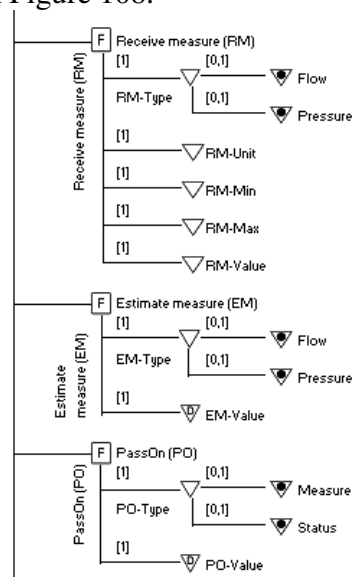 Figure 108.
F Receive measure (RM)
[1] [0,1]
RM-Type
Flow
[0,1]
Pressure
Receive measure (RM)
[1]
RM-Unit
[1]
RM-Min
[1]
RM-Max
[1]
RM-Value
F Estimate measure (EM)
[1] [0,1]
EM-Type
Flow
[0,1]
Pressure
Estimate
measure (EM)
[1]
D EM-Value
F PassOn (PO)
[1] [0,1]
PO-Type
Measure
[0,1]
Status
PassOn (PO)
[1]
D PO-Value